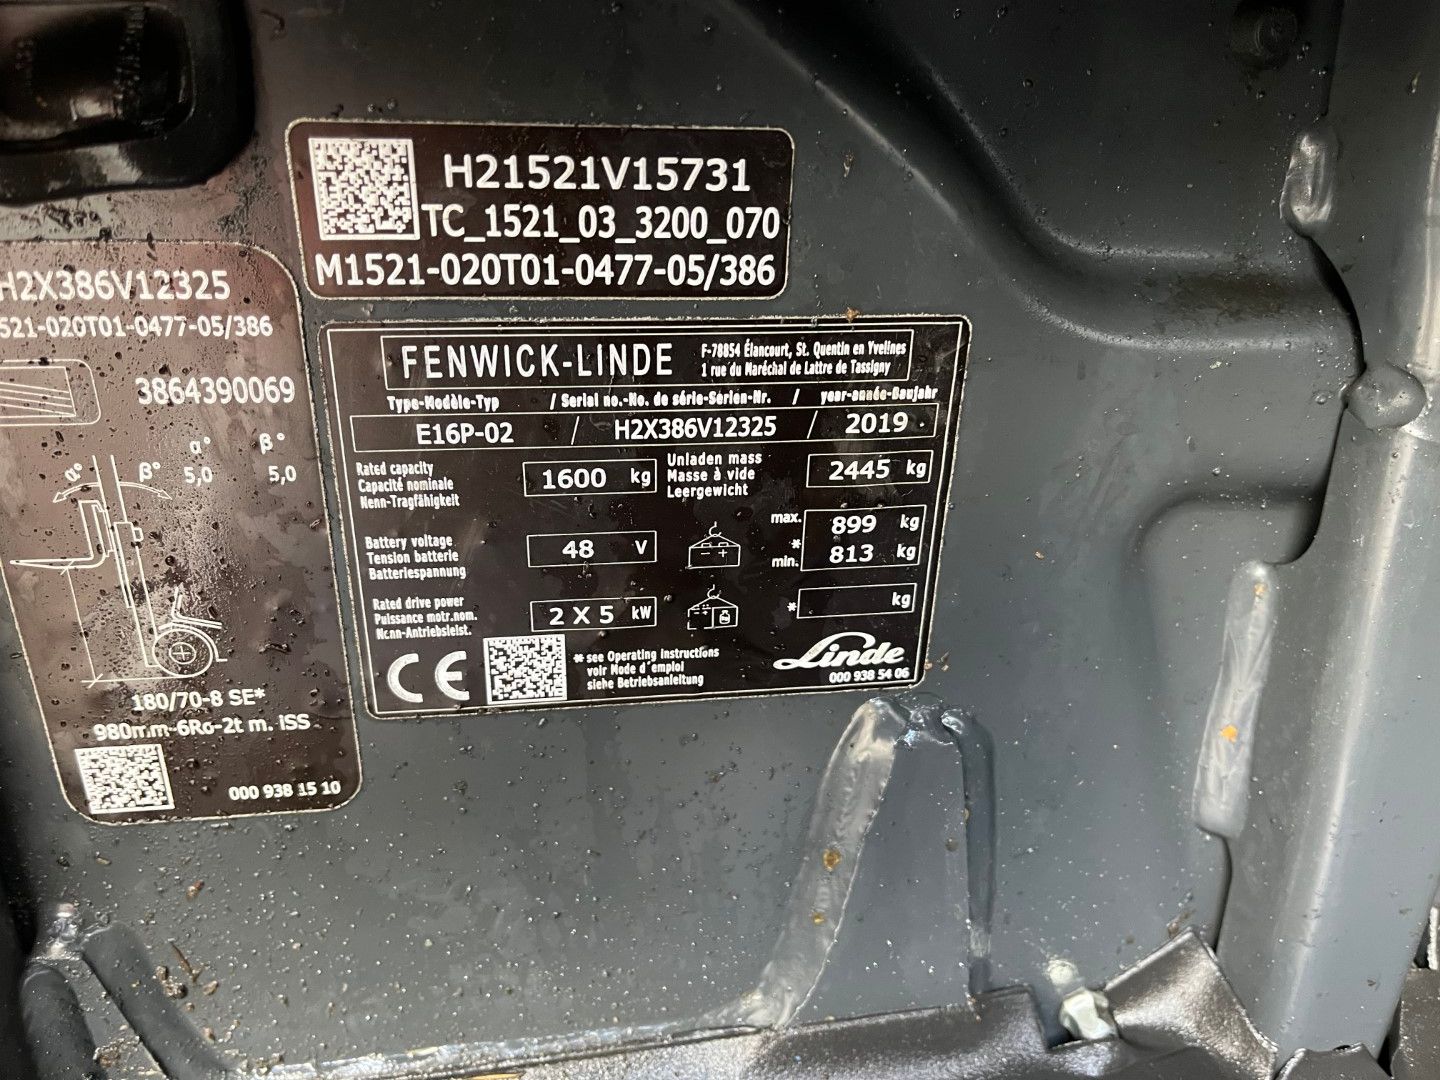 H21521V15731
TC_1521_03_3200_070
M1521-020T01-0477-05/386
H2X386V12325
521-020T01-0477-05/386
3864390069
α° β°
5,0 5,0
α° β°
180/70-8 SE*
980mm-6Ro-2t m. iSS
000 938 15 10
FENWICK-LINDE
F-78854 Élancourt, St. Quentin en Yvelines
1 rue du Maréchal de Lattre de Tassigny
Type-Modèle-Typ / Serial no.-No. de série-Serien-Nr. / year-année-Baujahr
E16P-02 / H2X386V12325 / 2019
Rated capacity
Capacité nominale
Nenn-Tragfähigkeit
1600 kg
Unladen mass
Masse à vide
Leergewicht
2445 kg
Battery voltage
Tension batterie
Batteriespannung
48 V
max. 899 kg
*
min. 813 kg
Rated drive power
Puissance motr.nom.
Nenn-Antriebsleist.
2 X 5 kW
* kg
CE
* see Operating Instructions
voir Mode d'emploi
siehe Betriebsanleitung
Linde
000 938 54 06